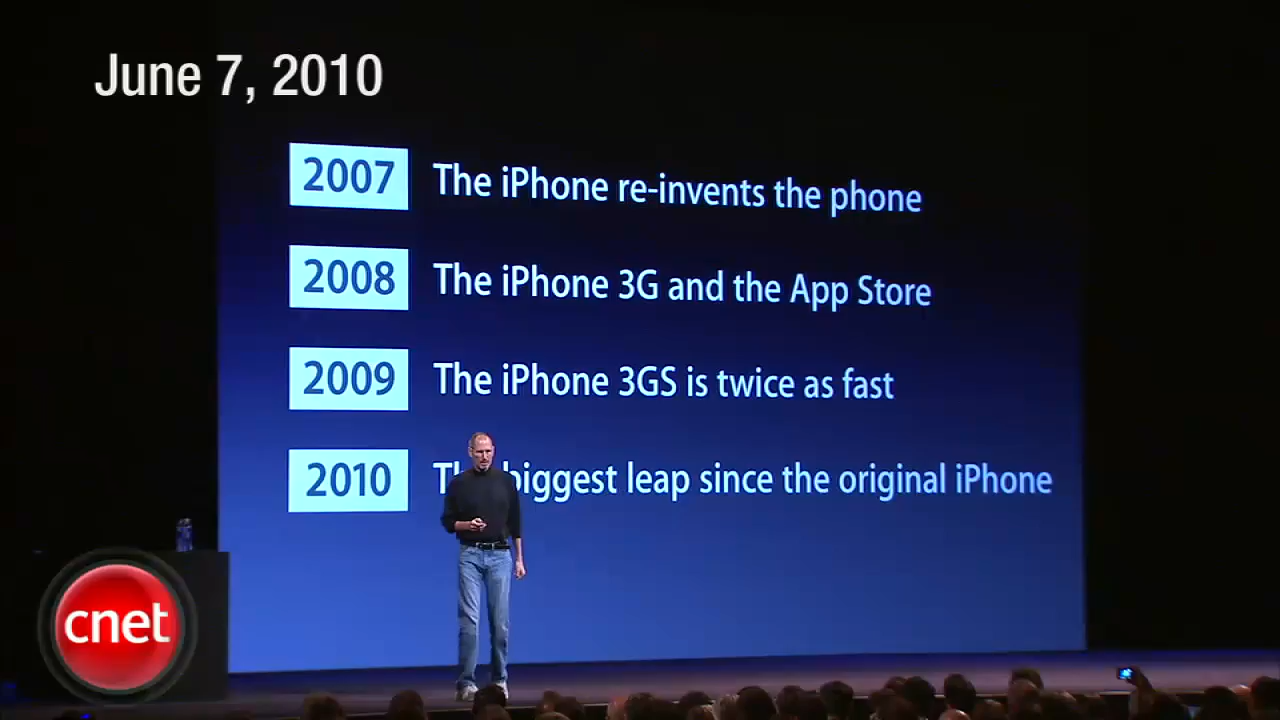 June 7, 2010
2007 The iPhone re-invents the phone
2008 The iPhone 3G and the App Store
2009 The iPhone 3GS is twice as fast
2010 The biggest leap since the original iPhone
cnet